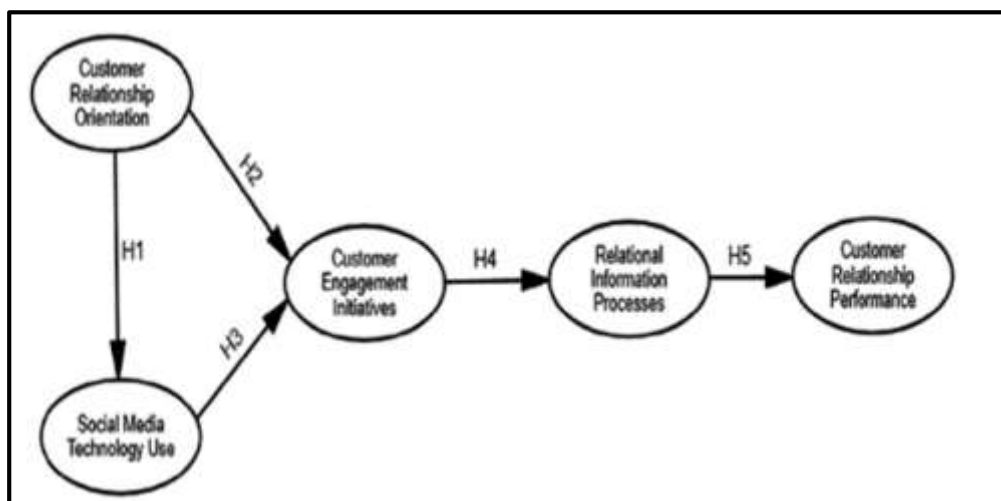 Customer
Relationship
Orientation
H2
H1
Customer
Engagement
Initiatives
H4
Relational
Information
Processes
H5
Customer
Relationship
Performance
H3
Social Media
Technology Use